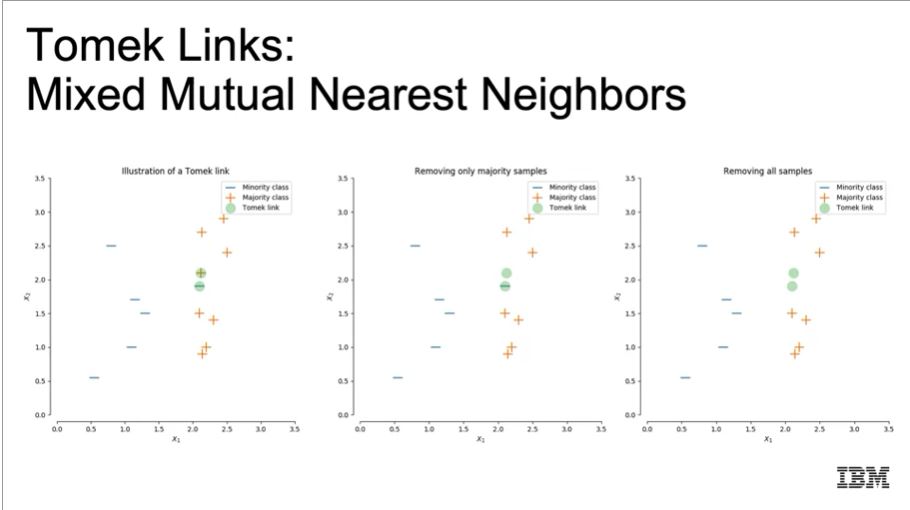 Tomek Links:
Mixed Mutual Nearest Neighbors
Illustration of a Tomek link
Minority class
Majority class
Tomek link
3.5
3.0
2.5
2.0
1.5
1.0
0.5
0.0
x2
0.0 0.5 1.0 1.5 2.0 2.5 3.0 3.5
x1
Removing only majority samples
Minority class
Majority class
Tomek link
3.5
3.0
2.5
2.0
1.5
1.0
0.5
0.0
x2
0.0 0.5 1.0 1.5 2.0 2.5 3.0 3.5
x1
Removing all samples
Minority class
Majority class
Tomek link
3.5
3.0
2.5
2.0
1.5
1.0
0.5
0.0
x2
0.0 0.5 1.0 1.5 2.0 2.5 3.0 3.5
x1
IBM